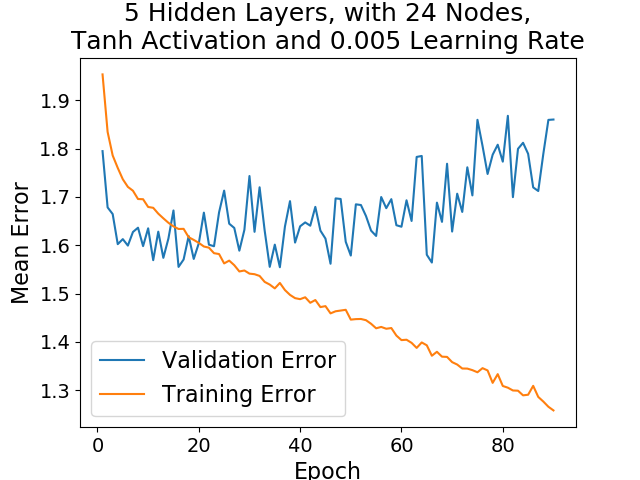 5 Hidden Layers, with 24 Nodes,
Tanh Activation and 0.005 Learning Rate
Mean Error
1.9
1.8
1.7
1.6
1.5
1.4
1.3
Validation Error
Training Error
0 20 40 60 80
Epoch